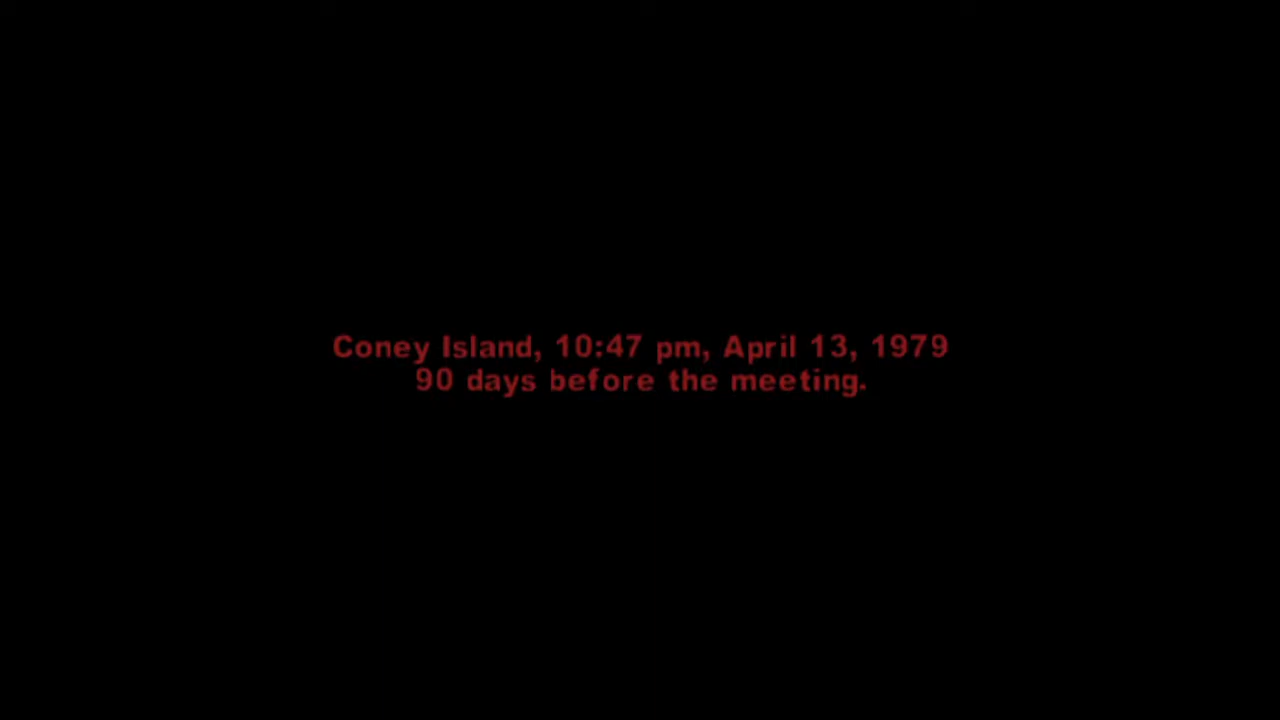 Coney Island, 10:47 pm, April 13, 1979
90 days before the meeting.